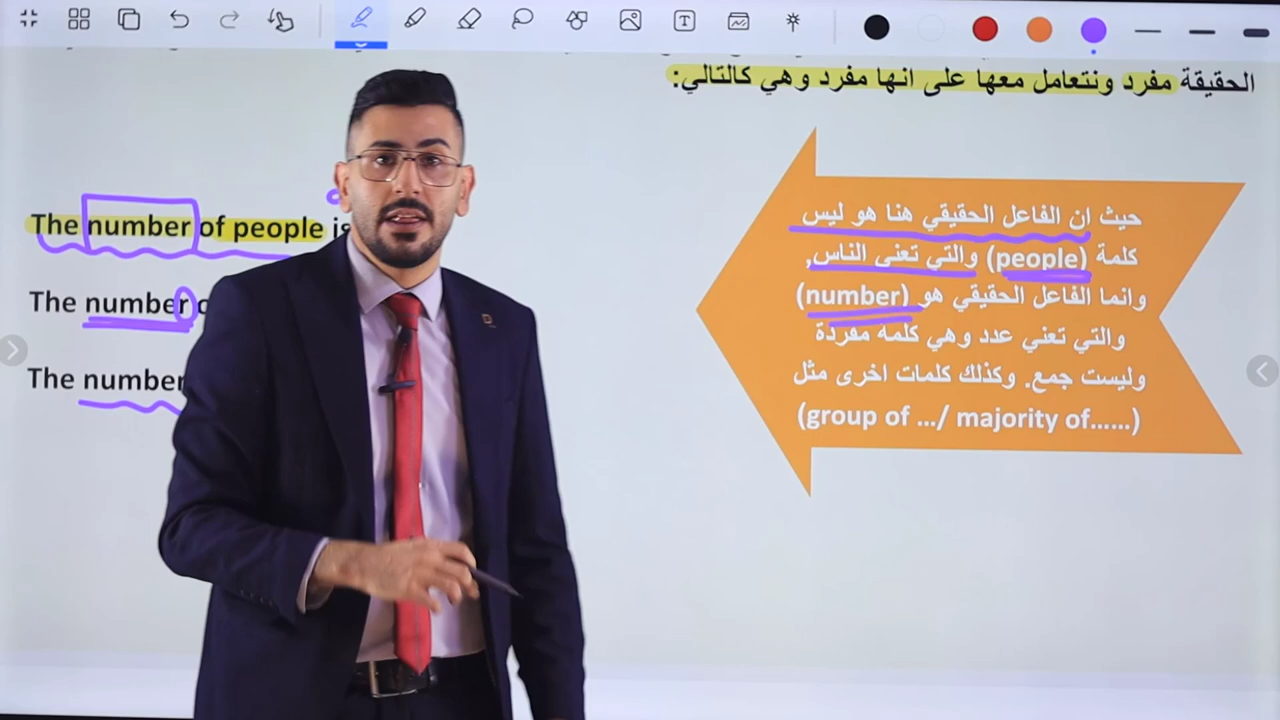 الحقيقة مفرد ونتعامل معها على انها مفرد وهي كالتالي:
The number of people is
The number
The number
حيث ان الفاعل الحقيقي هنا هو ليس
كلمة (people) والتي تعنى الناس,
وانما الفاعل الحقيقي هو (number)
والتي تعني عدد وهي كلمة مفردة
وليست جمع. وكذلك كلمات اخرى مثل
(group of .../ majority of......)